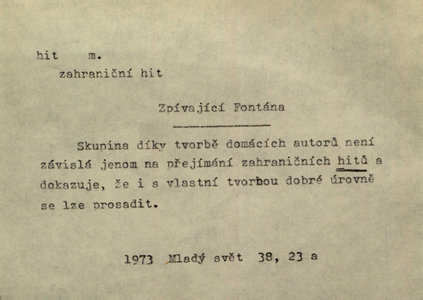 hit m.
zahraniční hit
Zpívající Fontána
Skupina díky tvorbě domácích autorů není
závislá jenom na přejímání zahraničních hitů a
dokazuje, že i s vlastní tvorbou dobré úrovně
se lze prosadit.
1973 Mladý svět 38, 23 a